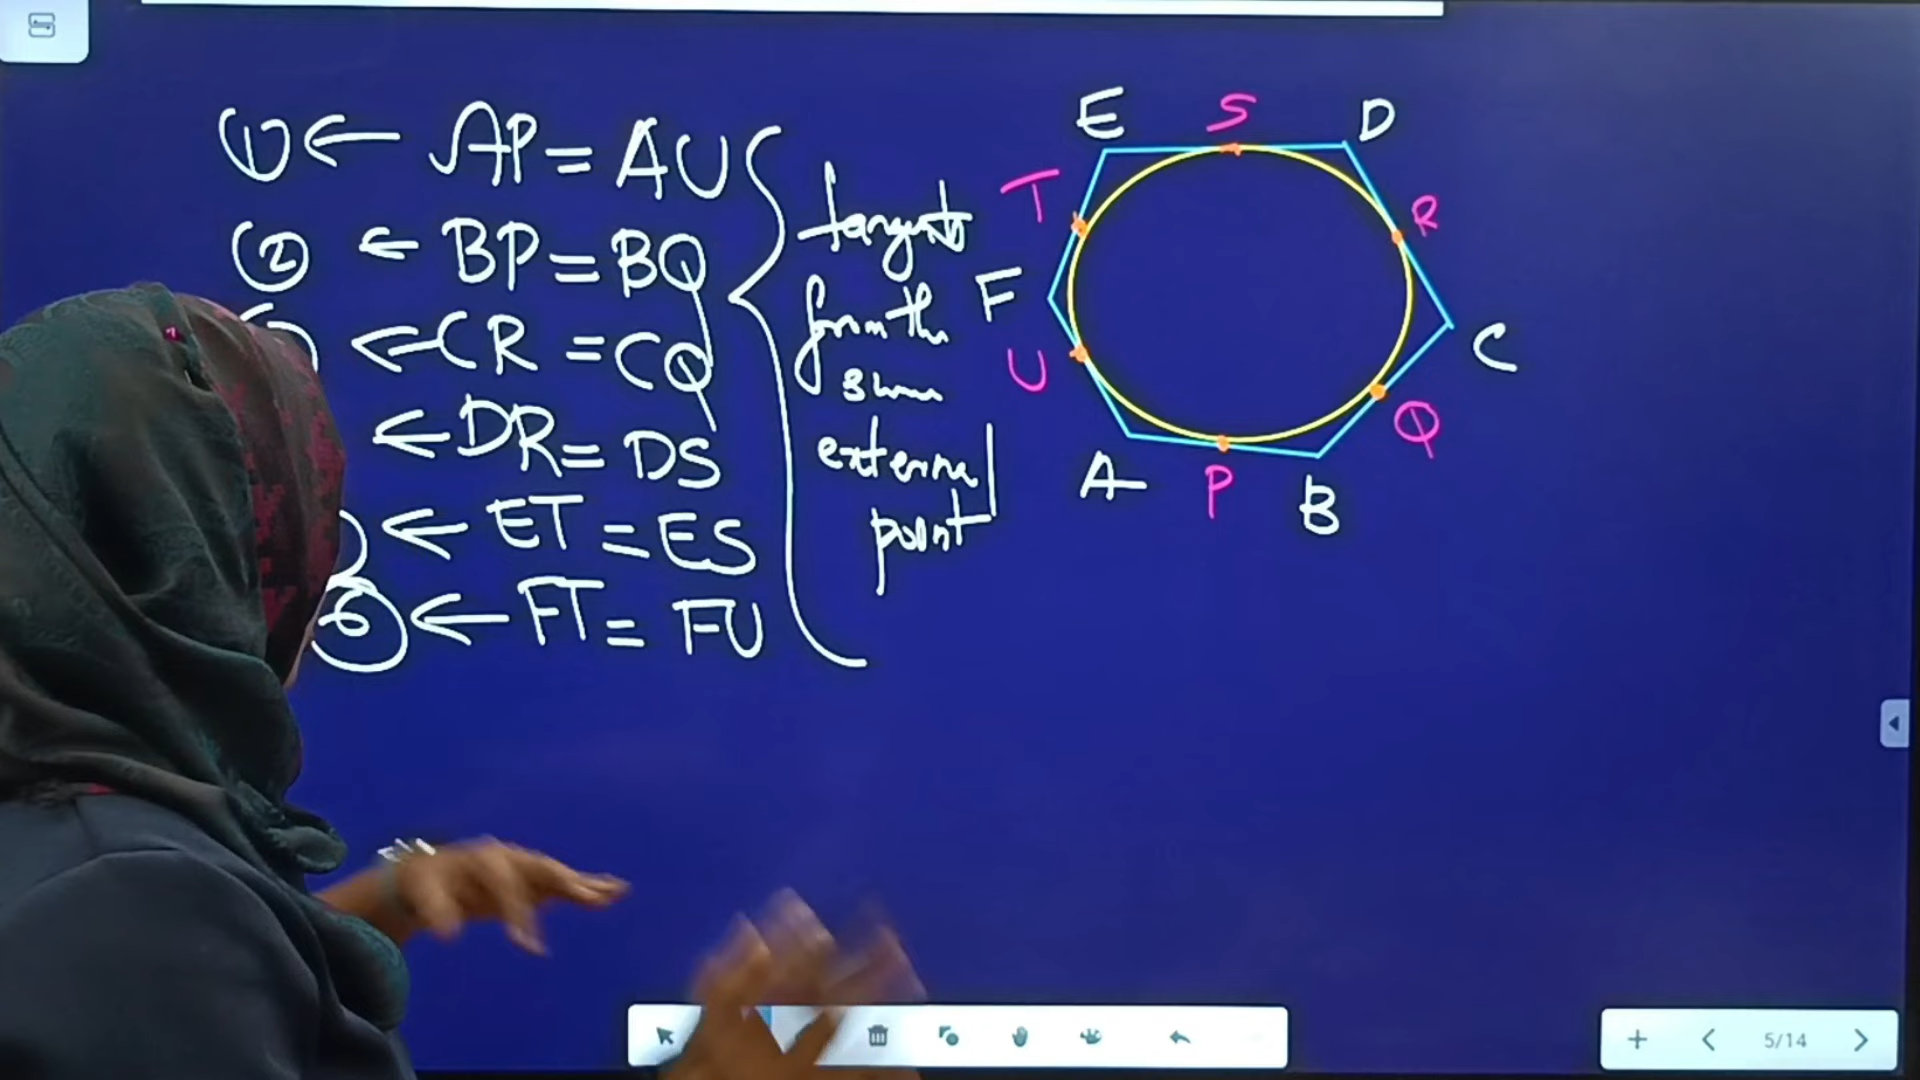 ① ← AP = AU
② ← BP = BQ
← CR = CQ
← DR = DS
← ET = ES
⑥ ← FT = FU
tangents
from the
same
external
point
E S D
T R
F
C
U
Q
A P B
5/14